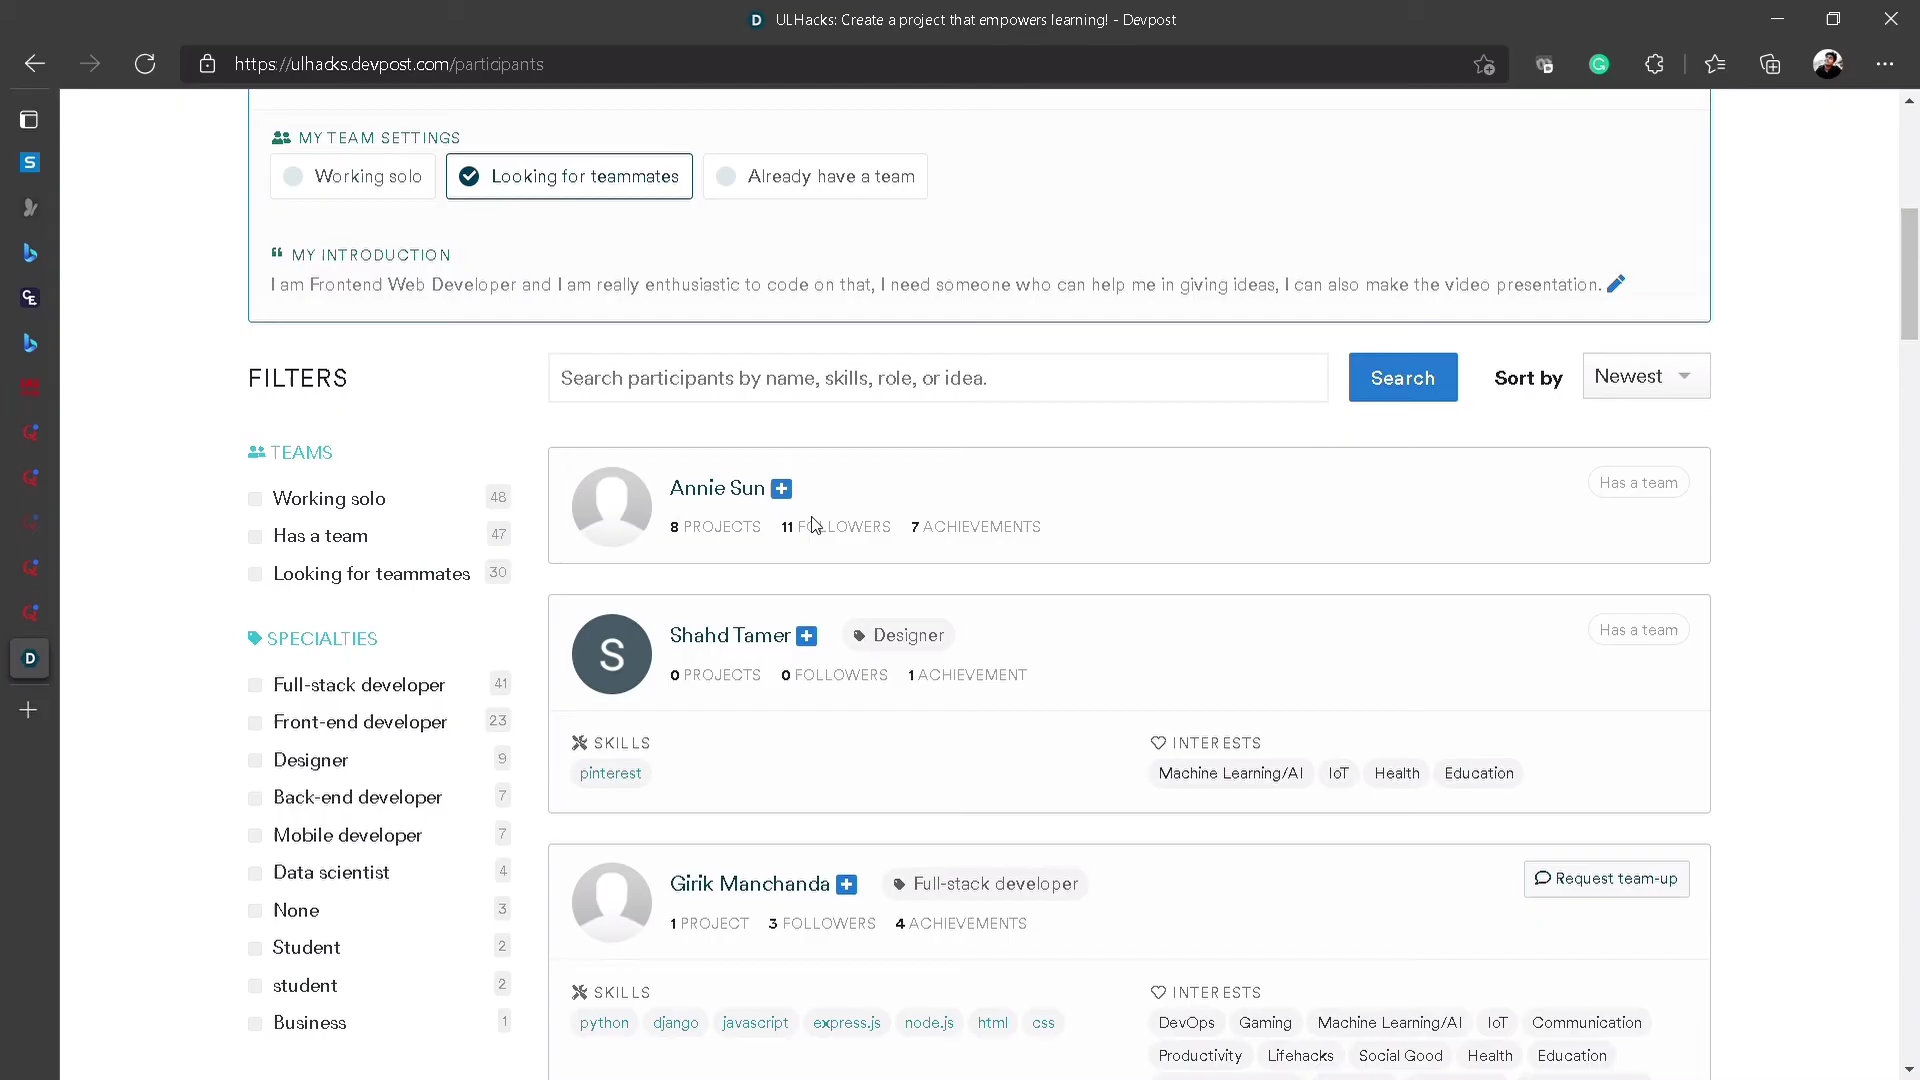 ULHacks: Create a project that empowers learning! - Devpost
https://ulhacks.devpost.com/participants
MY TEAM SETTINGS
Working solo
Looking for teammates
Already have a team
MY INTRODUCTION
I am Frontend Web Developer and I am really enthusiastic to code on that, I need someone who can help me in giving ideas, I can also make the video presentation.
FILTERS
Search participants by name, skills, role, or idea.
Search
Sort by
Newest
TEAMS
Working solo 48
Has a team 47
Looking for teammates 30
SPECIALTIES
Full-stack developer 41
Front-end developer 23
Designer 9
Back-end developer 7
Mobile developer 7
Data scientist 4
None 3
Student 2
student 2
Business 1
Annie Sun
Has a team
8 PROJECTS 11 FOLLOWERS 7 ACHIEVEMENTS
S
Shahd Tamer
Designer
Has a team
0 PROJECTS 0 FOLLOWERS 1 ACHIEVEMENT
SKILLS
pinterest
INTERESTS
Machine Learning/AI IoT Health Education
Girik Manchanda
Full-stack developer
Request team-up
1 PROJECT 3 FOLLOWERS 4 ACHIEVEMENTS
SKILLS
python django javascript express.js node.js html css
INTERESTS
DevOps Gaming Machine Learning/AI IoT Communication
Productivity Lifehacks Social Good Health Education